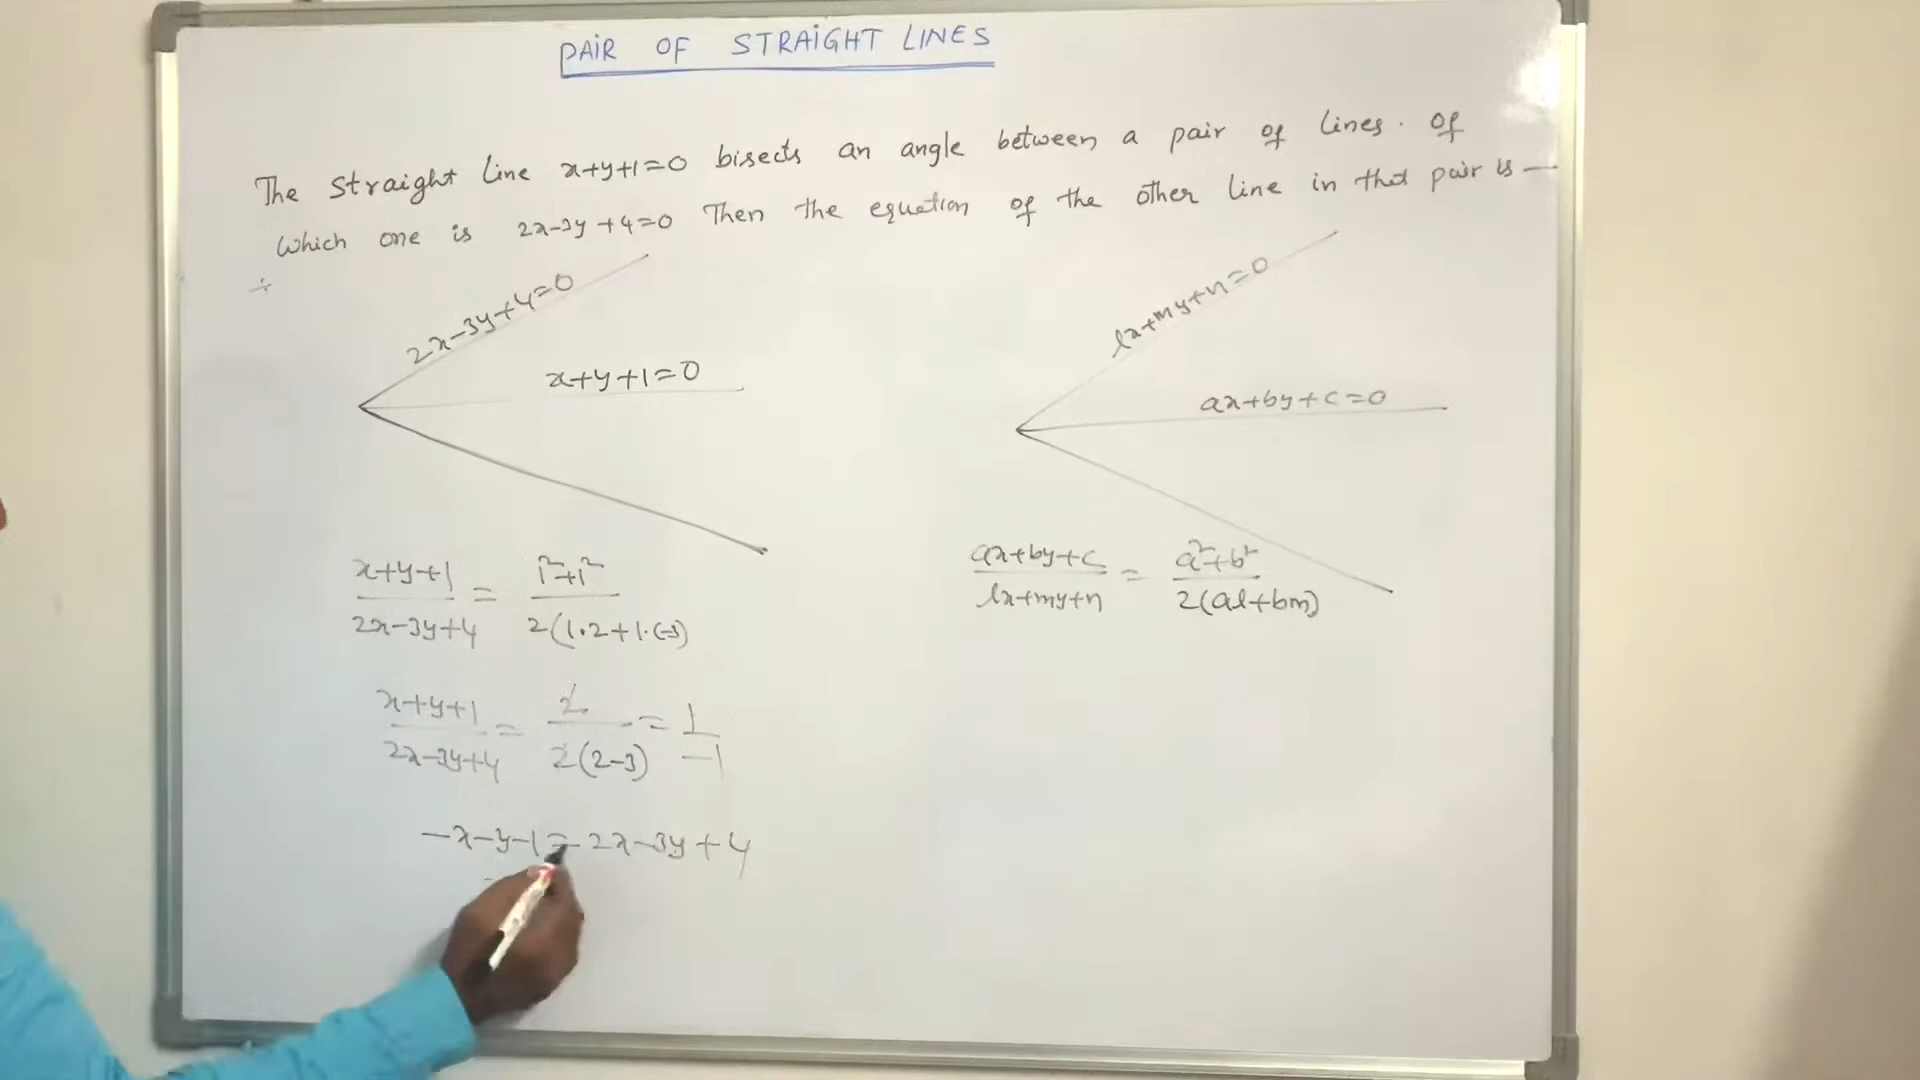 PAIR OF STRAIGHT LINES
The straight line x+y+1=0 bisects an angle between a pair of lines. of
which one is 2x-3y+4=0 Then the equation of the other line in that pair is —
÷
2x-3y+4=0
x+y+1=0
lx+my+n=0
ax+by+c=0
x+y+1 / 2x-3y+4 = 1²+1² / 2(1.2+1.(-3)
ax+by+c / lx+my+n = a²+b² / 2(al+bm)
x+y+1 / 2x-3y+4 = 2 / 2(2-3) = 1 / -1
-x-y-1=2x-3y+4